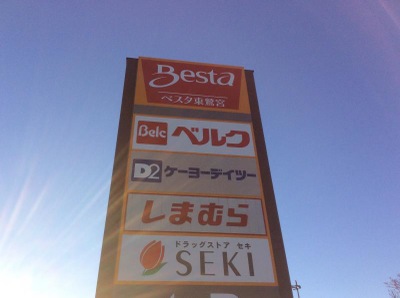 Besta
ベスタ東鷲宮
Belc ベルク
D2 ケーヨーデイツー
しまむら
ドラッグストア セキ
SEKI